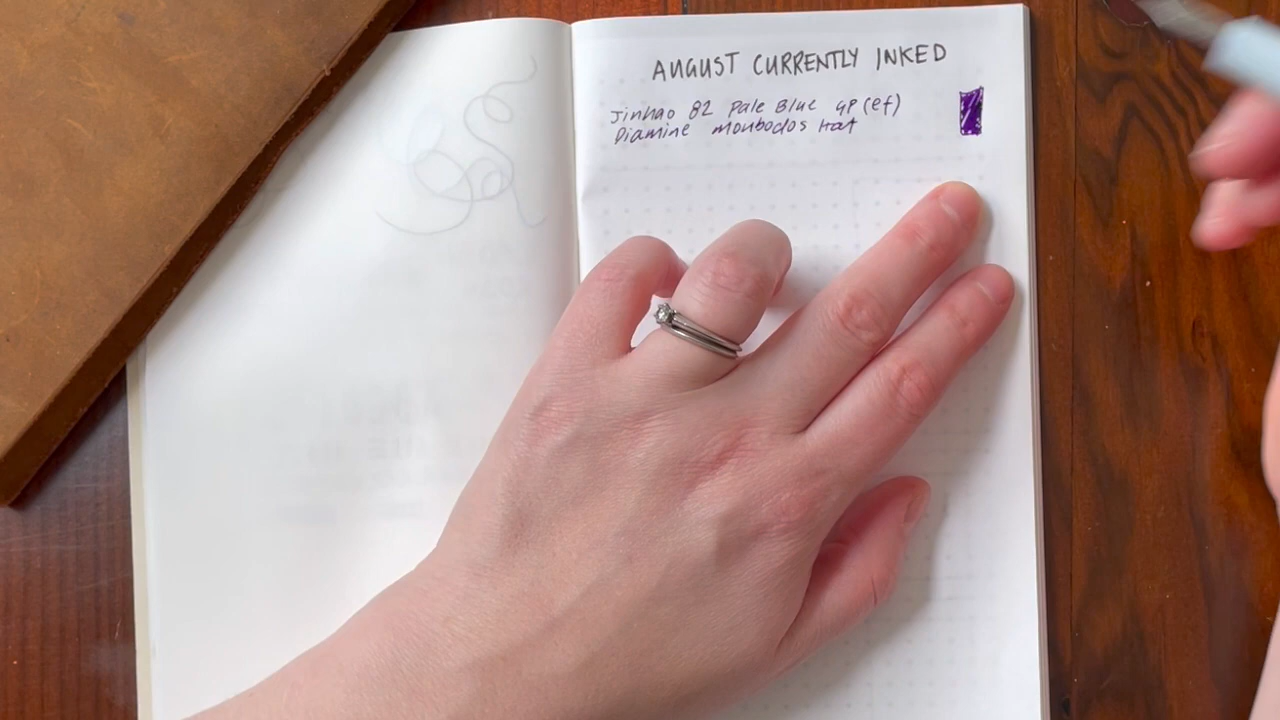 AUGUST CURRENTLY INKED
Jinhao 82 Pale Blue GP (ef)
Diamine Monbodos Hat